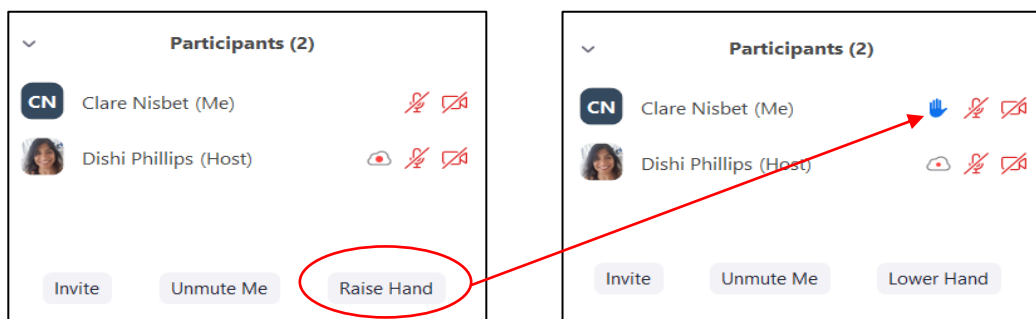 Participants (2)
CN Clare Nisbet (Me)
Dishi Phillips (Host)
Invite Unmute Me Raise Hand
Participants (2)
CN Clare Nisbet (Me)
Dishi Phillips (Host)
Invite Unmute Me Lower Hand